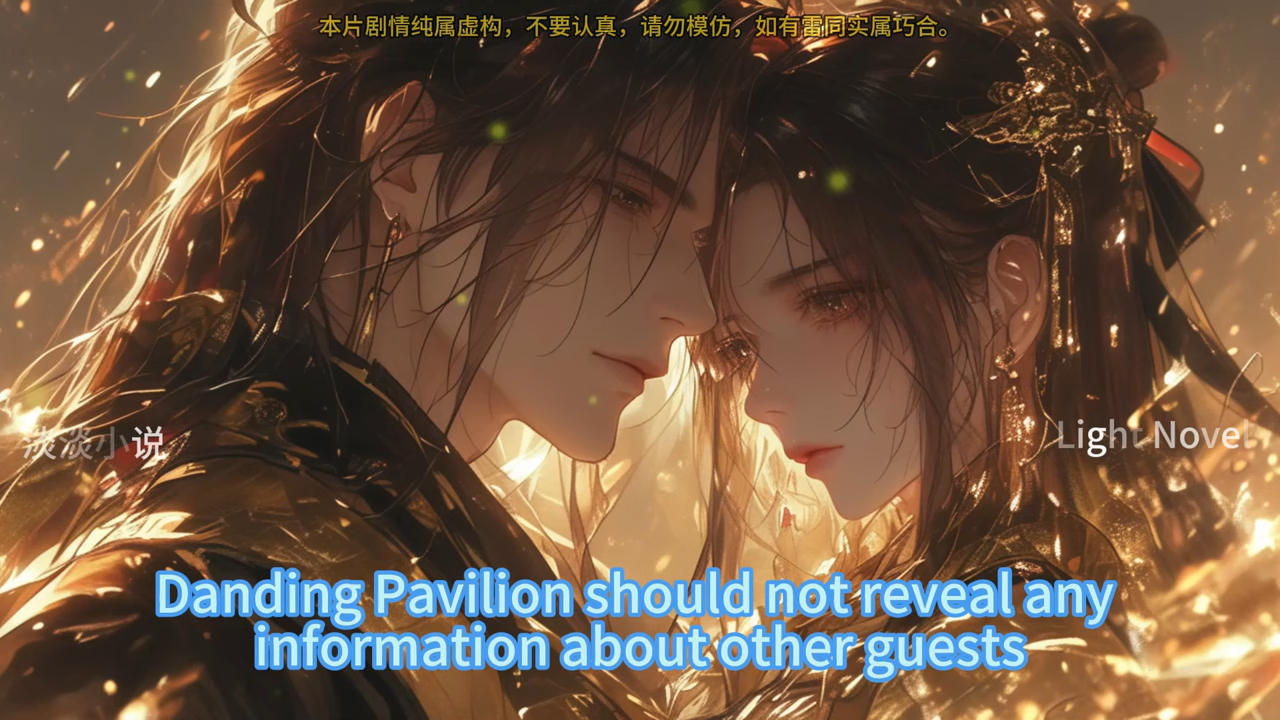 本片剧情纯属虚构，不要认真，请勿模仿，如有雷同实属巧合。
淡淡小说
Light Novel
Danding Pavilion should not reveal any
information about other guests